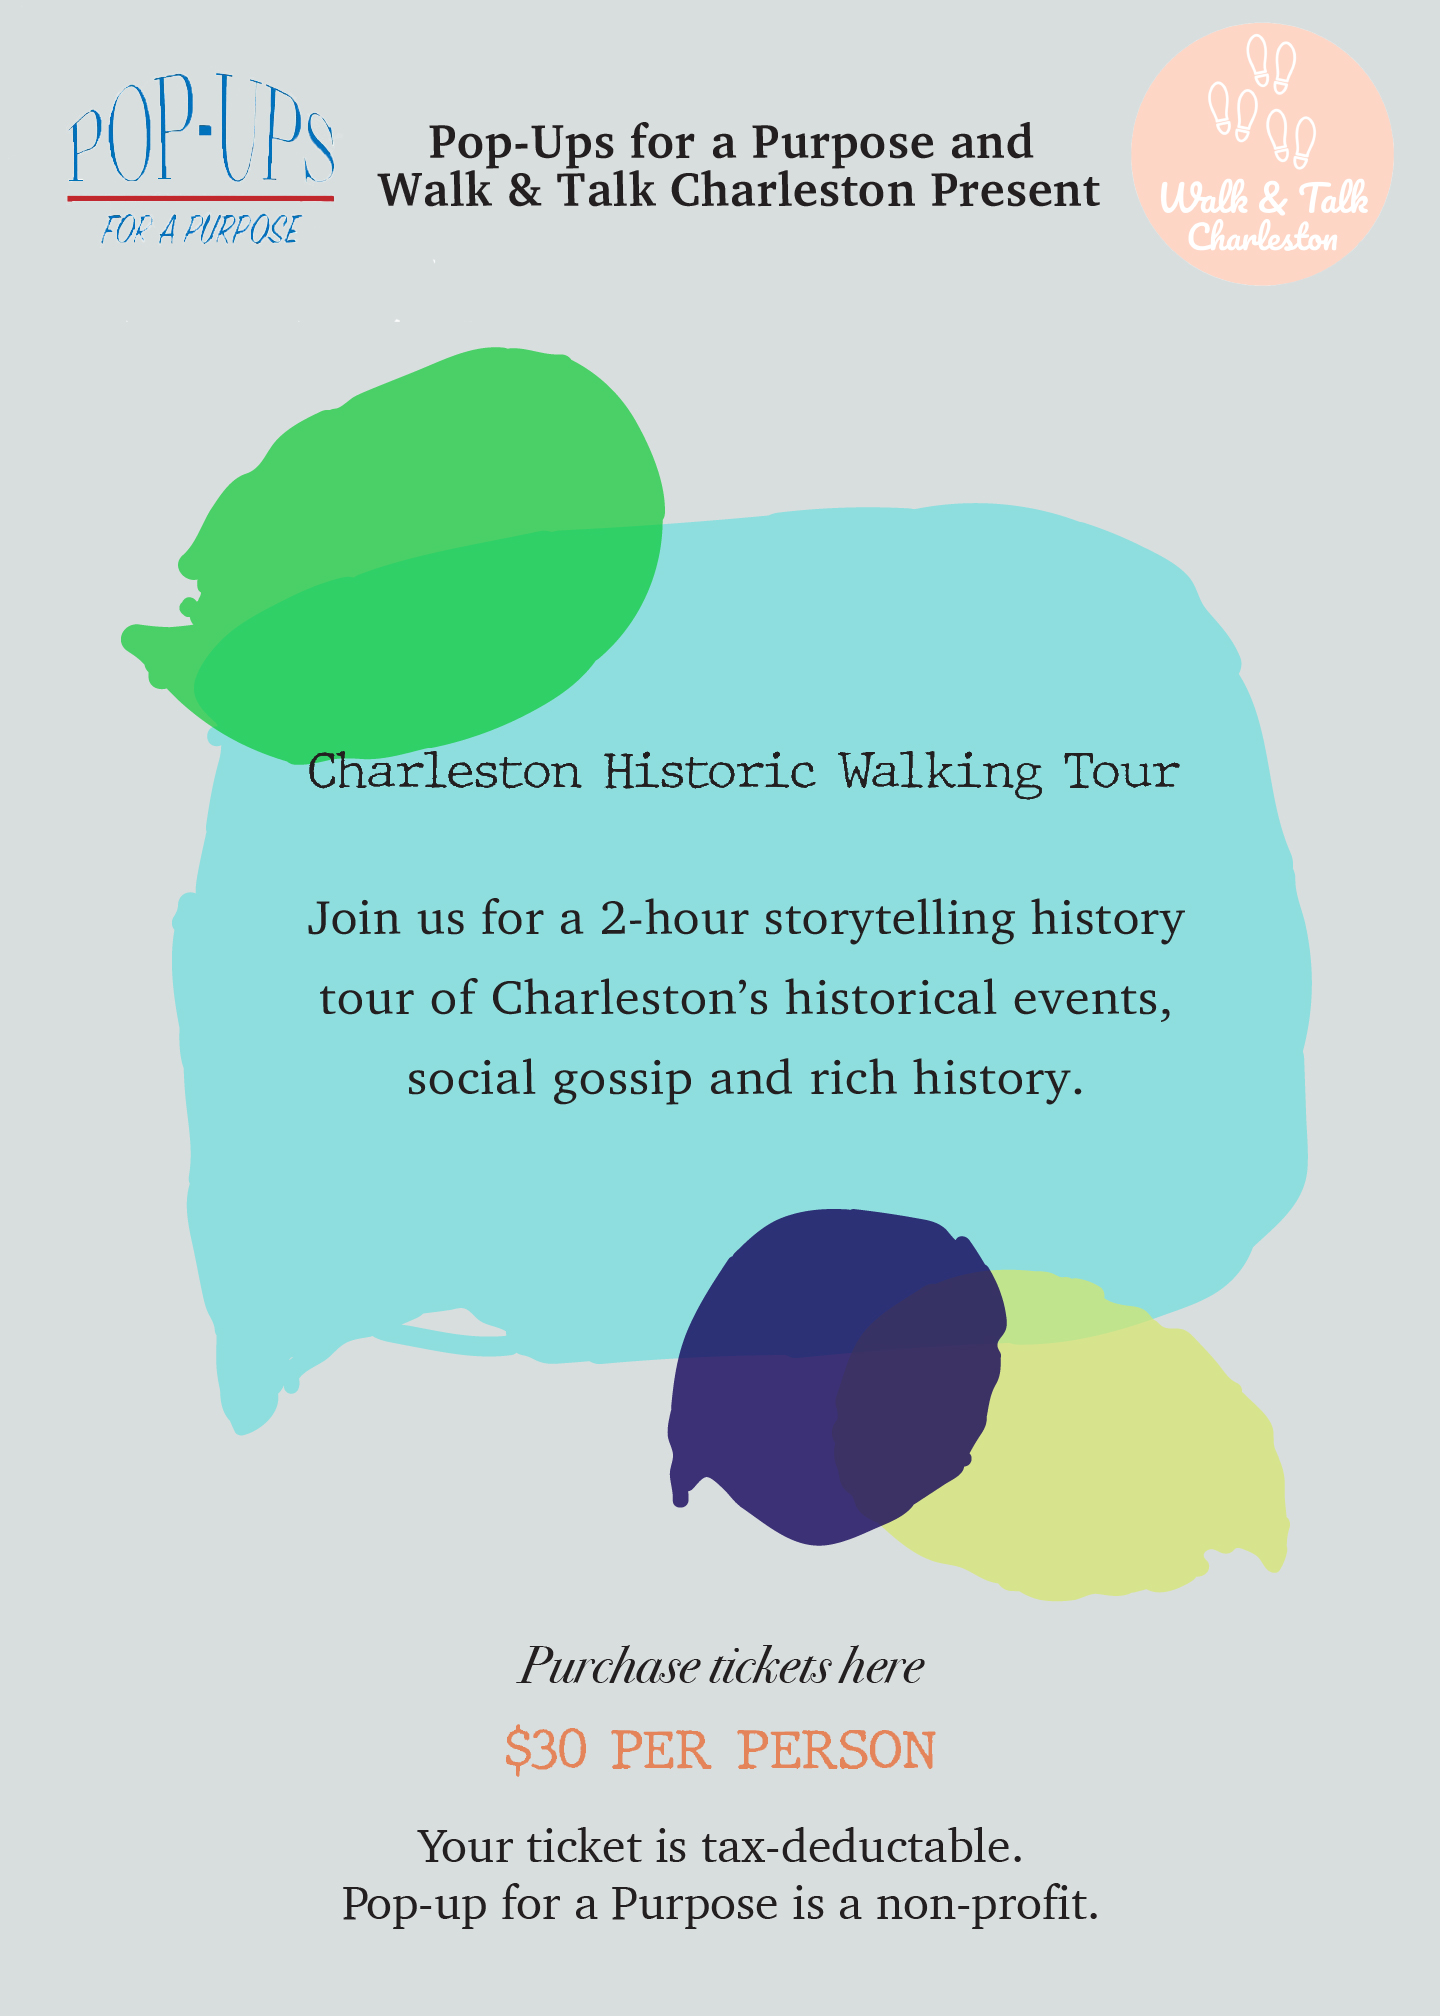 POP-UPS
FOR A PURPOSE
Pop-Ups for a Purpose and
Walk & Talk Charleston Present
Walk & Talk
Charleston
Charleston Historic Walking Tour
Join us for a 2-hour storytelling history
tour of Charleston’s historical events,
social gossip and rich history.
Purchase tickets here
$30 PER PERSON
Your ticket is tax-deductable.
Pop-up for a Purpose is a non-profit.